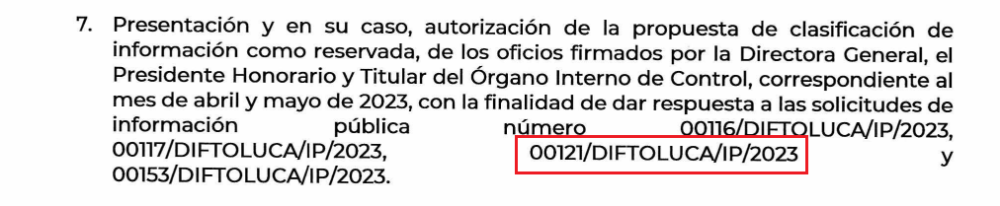 7. Presentación y en su caso, autorización de la propuesta de clasificación de
información como reservada, de los oficios firmados por la Directora General, el
Presidente Honorario y Titular del Órgano Interno de Control, correspondiente al
mes de abril y mayo de 2023, con la finalidad de dar respuesta a las solicitudes de
información pública número 00116/DIFTOLUCA/IP/2023,
00117/DIFTOLUCA/IP/2023, 00121/DIFTOLUCA/IP/2023 y
00153/DIFTOLUCA/IP/2023.